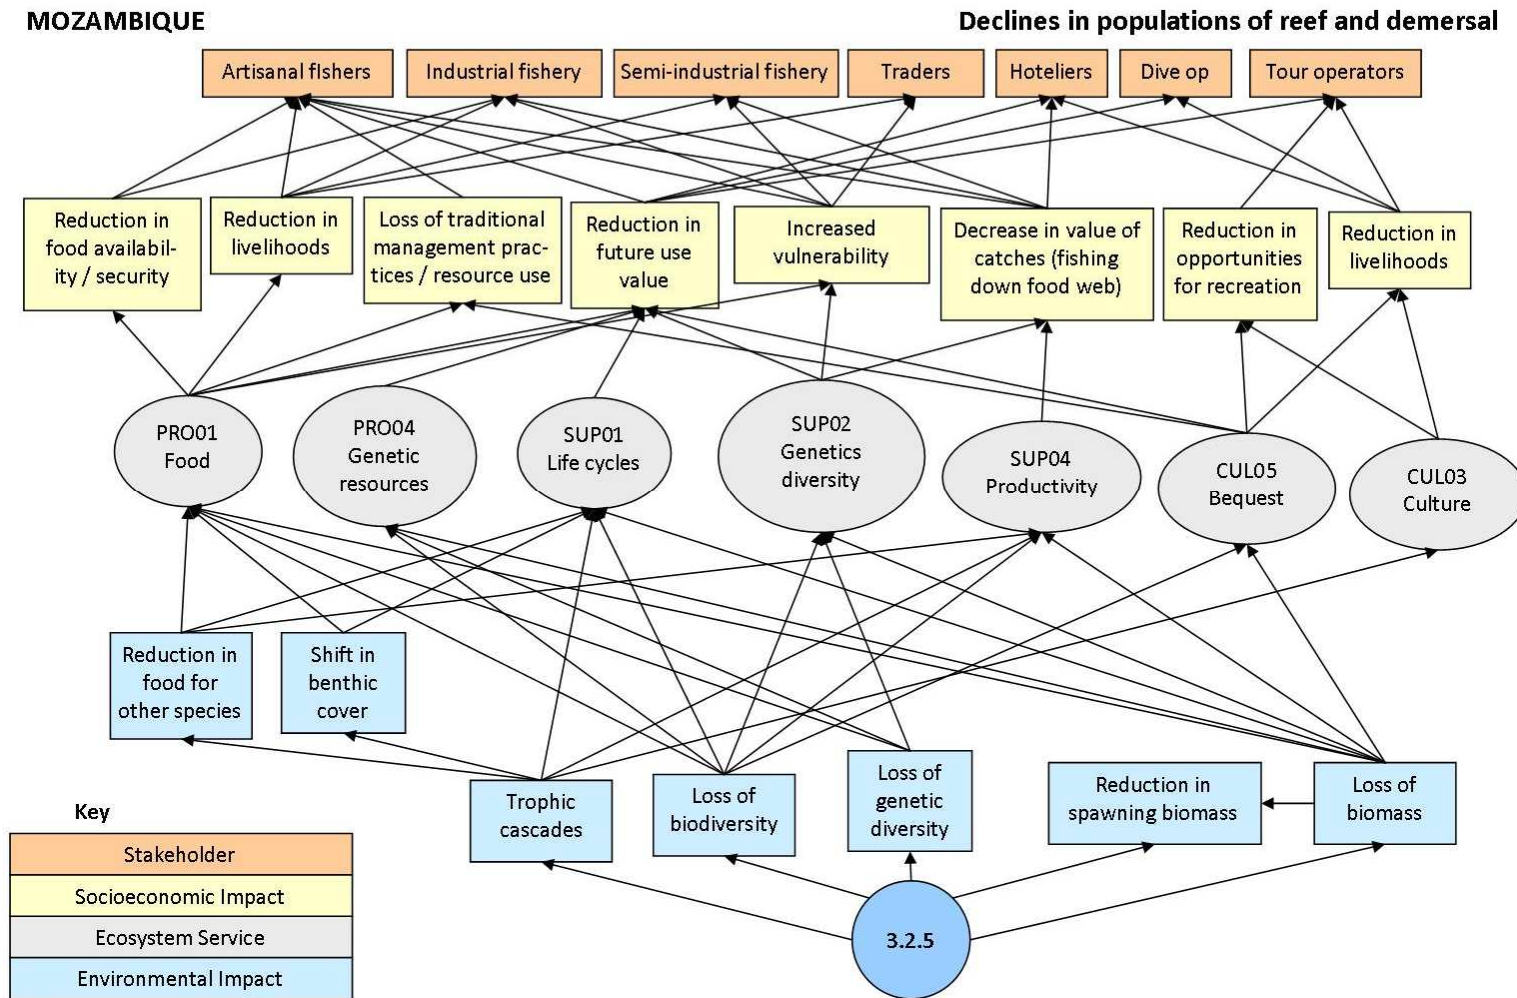 MOZAMBIQUE
Declines in populations of reef and demersal
Artisanal fIshers
Industrial fishery
Semi-industrial fishery
Traders
Hoteliers
Dive op
Tour operators
Reduction in
food availabil-
ity / security
Reduction in
livelihoods
Loss of traditional
management prac-
tices / resource use
Reduction in
future use
value
Increased
vulnerability
Decrease in value of
catches (fishing
down food web)
Reduction in
opportunities
for recreation
Reduction in
livelihoods
PRO01
Food
PRO04
Genetic
resources
SUP01
Life cycles
SUP02
Genetics
diversity
SUP04
Productivity
CUL05
Bequest
CUL03
Culture
Reduction in
food for
other species
Shift in
benthic
cover
Trophic
cascades
Loss of
biodiversity
Loss of
genetic
diversity
Reduction in
spawning biomass
Loss of
biomass
3.2.5
Key
Stakeholder
Socioeconomic Impact
Ecosystem Service
Environmental Impact